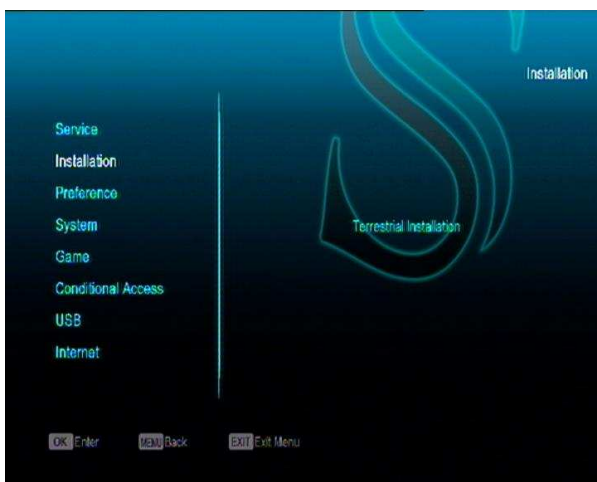 Installation
Service
Installation
Preference
System
Terrestrial Installation
Game
Conditional Access
USB
Internet
OK Enter MENU Back EXIT Exit Menu